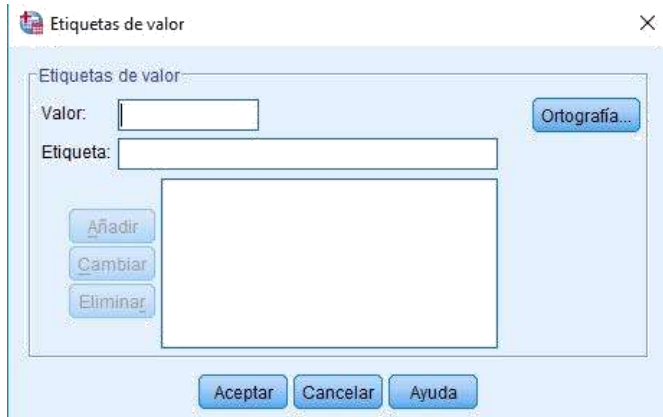 Etiquetas de valor
Etiquetas de valor
Valor:
Ortografía...
Etiqueta:
Añadir
Cambiar
Eliminar
Aceptar Cancelar Ayuda